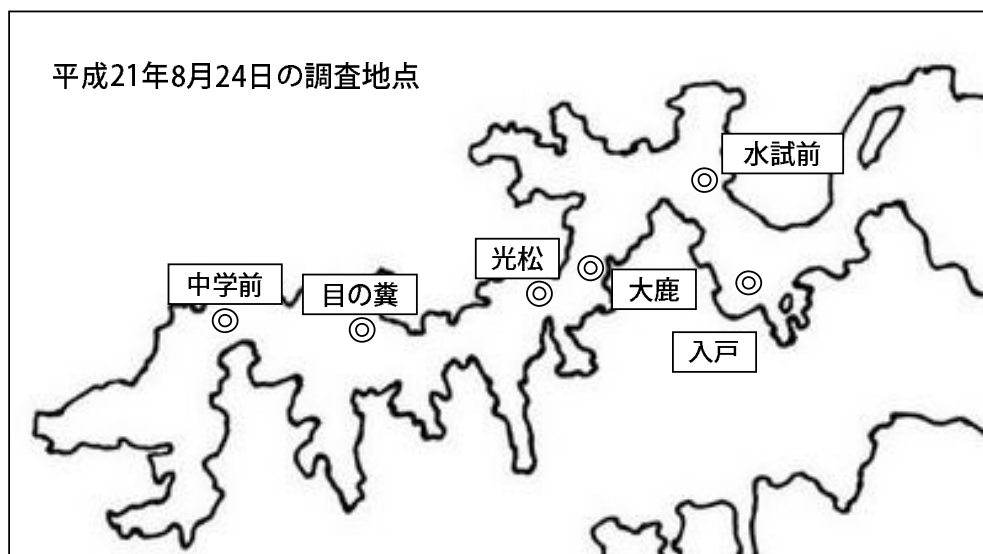 平成21年8月24日の調査地点
水試前
光松
中学前
目の糞
大鹿
入戸